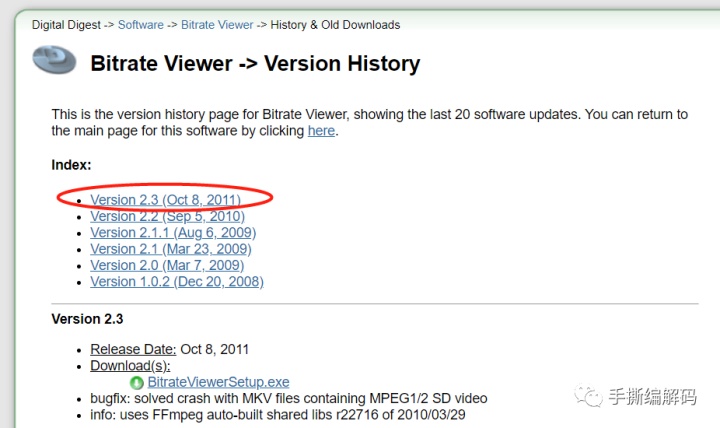 Digital Digest -> Software -> Bitrate Viewer -> History & Old Downloads
Bitrate Viewer -> Version History
This is the version history page for Bitrate Viewer, showing the last 20 software updates. You can return to
the main page for this software by clicking here.
Index:
Version 2.3 (Oct 8, 2011)
Version 2.2 (Sep 5, 2010)
Version 2.1.1 (Aug 6, 2009)
Version 2.1 (Mar 23, 2009)
Version 2.0 (Mar 7, 2009)
Version 1.0.2 (Dec 20, 2008)
Version 2.3
Release Date: Oct 8, 2011
Download(s):
BitrateViewerSetup.exe
bugfix: solved crash with MKV files containing MPEG1/2 SD video
info: uses FFmpeg auto-built shared libs r22716 of 2010/03/29
手撕编解码